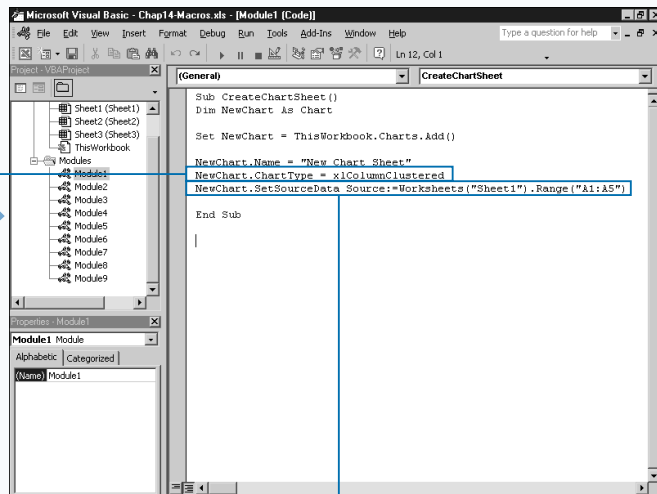 Microsoft Visual Basic - Chap14-Macros.xls - [Module1 (Code)]
File Edit View Insert Format Debug Run Tools Add-Ins Window Help Type a question for help
Ln 12, Col 1
Project - VBAProject
(General) CreateChartSheet
Sheet1 (Sheet1)
Sheet2 (Sheet2)
Sheet3 (Sheet3)
ThisWorkbook
Modules
Module1
Module2
Module3
Module4
Module5
Module6
Module7
Module8
Module9
Sub CreateChartSheet()
Dim NewChart As Chart
Set NewChart = ThisWorkbook.Charts.Add()
NewChart.Name = "New Chart Sheet"
NewChart.ChartType = xlColumnClustered
NewChart.SetSourceData Source:=Worksheets("Sheet1").Range("A1:A5")
End Sub
Properties - Module1
Module1 Module
Alphabetic Categorized
(Name) Module1